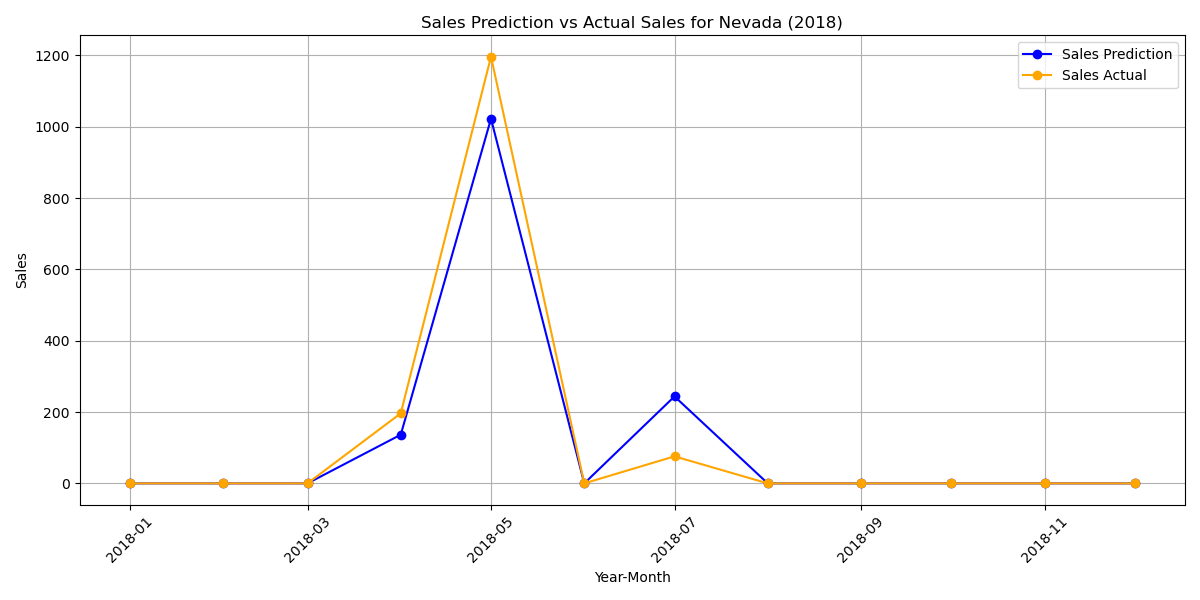 Sales Prediction vs Actual Sales for Nevada (2018)
Sales Prediction
Sales Actual
1200
1000
800
600
400
200
0
Sales
2018-01
2018-03
2018-05
2018-07
2018-09
2018-11
Year-Month